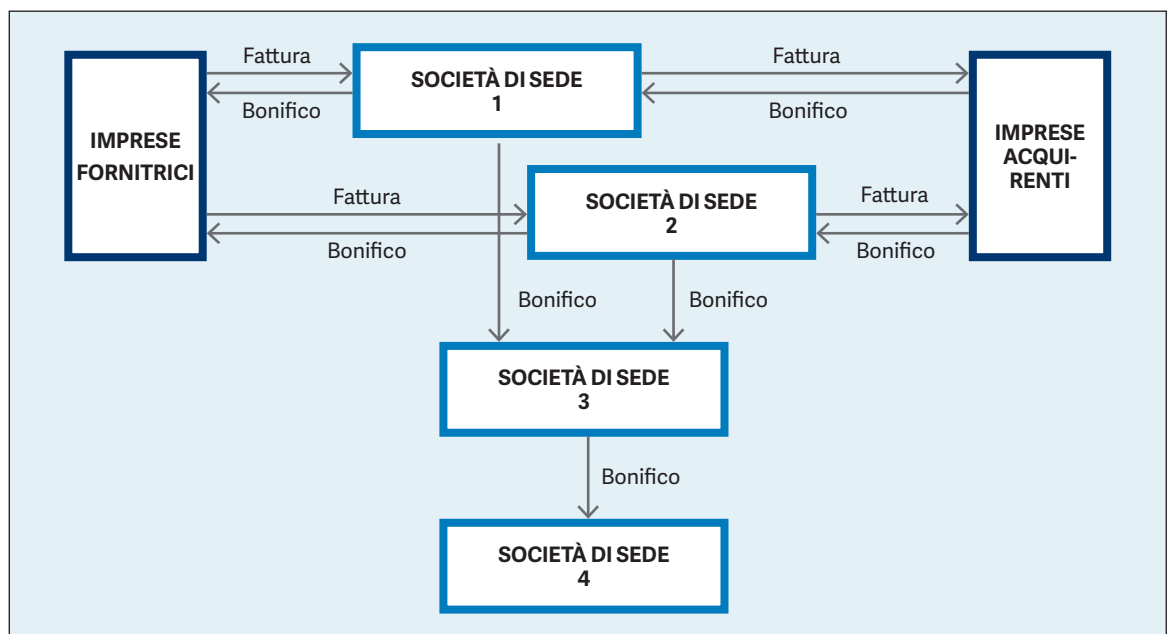 Fattura
Fattura
SOCIETÀ DI SEDE
1
Bonifico
Bonifico
IMPRESE
FORNITRICI
IMPRESE
ACQUI-
RENTI
Fattura
SOCIETÀ DI SEDE
2
Fattura
Bonifico
Bonifico
Bonifico
Bonifico
SOCIETÀ DI SEDE
3
Bonifico
SOCIETÀ DI SEDE
4